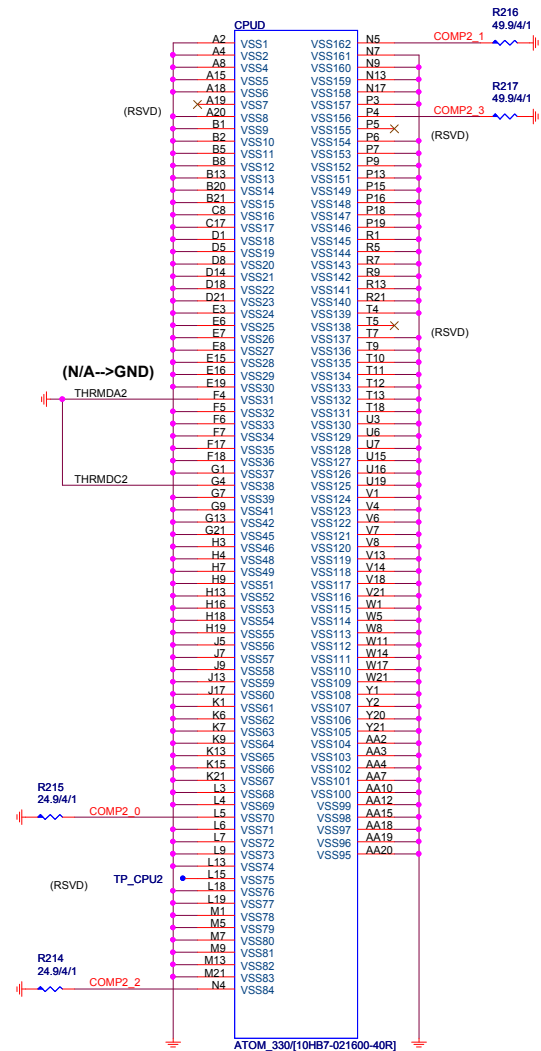 R216
49.9/4/1
CPUD
A2 VSS1 VSS162 N5 COMP2_1
A4 VSS2 VSS161 N7
A8 VSS4 VSS160 N9
A15 VSS5 VSS159 N13
A18 VSS6 VSS158 N17
R217
49.9/4/1
A19 VSS7 VSS157 P3
(RSVD) A20 VSS8 VSS156 P4 COMP2_3
B1 VSS9 VSS155 P5 (RSVD)
B2 VSS10 VSS154 P6
B5 VSS11 VSS153 P7
B8 VSS12 VSS152 P9
B13 VSS13 VSS151 P13
B20 VSS14 VSS149 P15
B21 VSS15 VSS148 P16
C8 VSS16 VSS147 P18
C17 VSS17 VSS146 P19
D1 VSS18 VSS145 R1
D5 VSS19 VSS144 R5
D8 VSS20 VSS143 R7
D14 VSS21 VSS142 R9
D18 VSS22 VSS141 R13
D21 VSS23 VSS140 R21
E3 VSS24 VSS139 T4
E6 VSS25 VSS138 T5 (RSVD)
E7 VSS26 VSS137 T7
E8 VSS27 VSS136 T9
E15 VSS28 VSS135 T10
(N/A-->GND) E16 VSS29 VSS134 T11
E19 VSS30 VSS133 T12
THRMDA2 F4 VSS31 VSS132 T13
F5 VSS32 VSS131 T18
F6 VSS33 VSS130 U3
F7 VSS34 VSS129 U6
F17 VSS35 VSS128 U7
F18 VSS36 VSS127 U15
G1 VSS37 VSS126 U16
THRMDC2 G4 VSS38 VSS125 U19
G7 VSS39 VSS124 V1
G9 VSS41 VSS123 V4
G13 VSS42 VSS122 V6
G21 VSS45 VSS121 V7
H3 VSS46 VSS120 V8
H4 VSS48 VSS119 V13
H7 VSS49 VSS118 V14
H9 VSS51 VSS117 V18
H13 VSS52 VSS116 V21
H16 VSS53 VSS115 W1
H18 VSS54 VSS114 W5
H19 VSS55 VSS113 W8
J5 VSS56 VSS112 W11
J7 VSS57 VSS111 W14
J9 VSS58 VSS110 W17
J13 VSS59 VSS109 W21
J17 VSS60 VSS108 Y1
K1 VSS61 VSS107 Y2
K6 VSS62 VSS106 Y20
K7 VSS63 VSS105 Y21
K9 VSS64 VSS104 AA2
K13 VSS65 VSS103 AA3
K15 VSS66 VSS102 AA4
K21 VSS67 VSS101 AA7
R215
24.9/4/1
L3 VSS68 VSS100 AA10
L4 VSS69 VSS99 AA12
COMP2_0 L5 VSS70 VSS98 AA15
L6 VSS71 VSS97 AA18
L7 VSS72 VSS96 AA19
L9 VSS73 VSS95 AA20
L13 VSS74
TP_CPU2 L15 VSS75
(RSVD) L18 VSS76
L19 VSS77
M1 VSS78
M5 VSS79
M7 VSS80
M9 VSS81
R214
24.9/4/1
M13 VSS82
M21 VSS83
COMP2_2 N4 VSS84
ATOM_330/[10HB7-021600-40R]